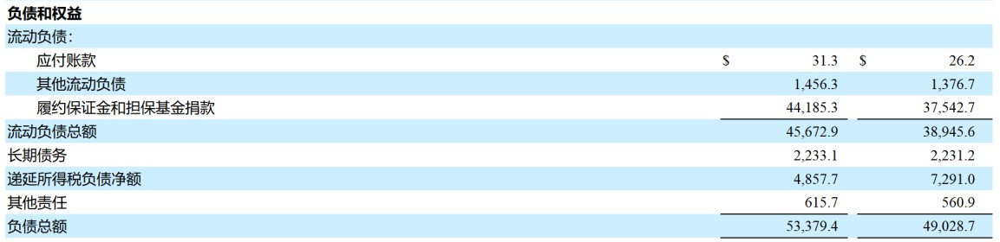 负债和权益
流动负债：
应付账款 $ 31.3 $ 26.2
其他流动负债 1,456.3 1,376.7
履约保证金和担保基金捐款 44,185.3 37,542.7
流动负债总额 45,672.9 38,945.6
长期债务 2,233.1 2,231.2
递延所得税负债净额 4,857.7 7,291.0
其他责任 615.7 560.9
负债总额 53,379.4 49,028.7